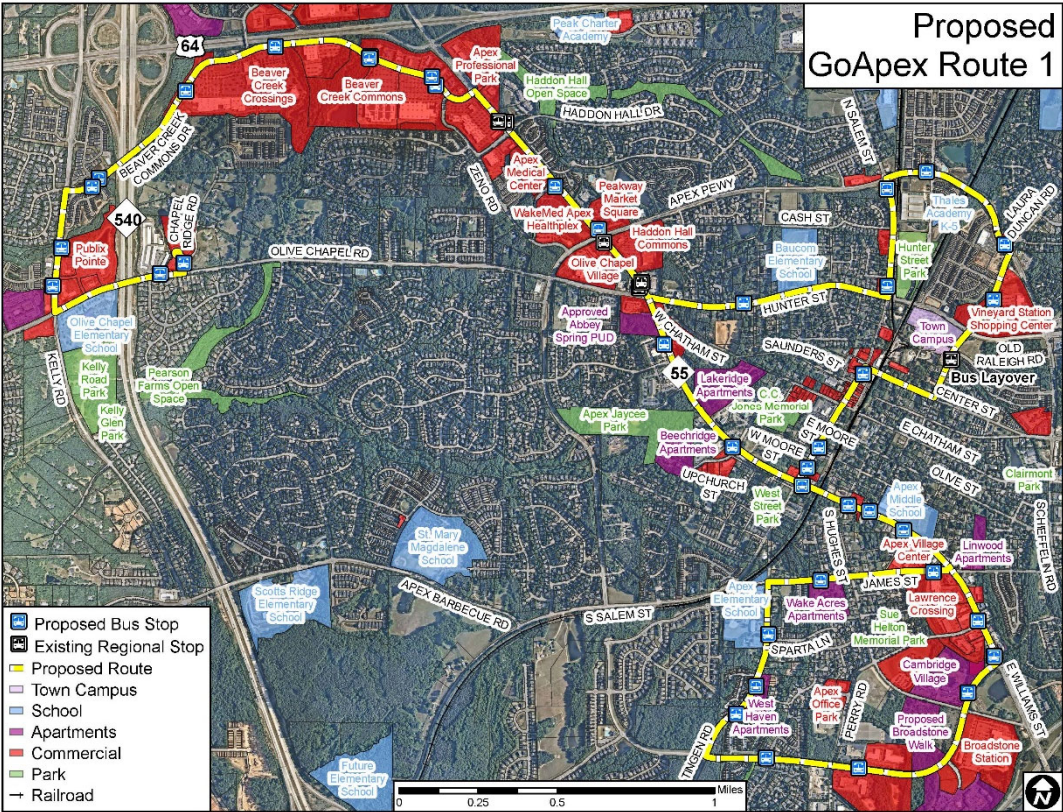 Proposed
GoApex Route 1
64
Peak Charter
Academy
Apex
Professional
Park
Beaver
Creek
Crossings
Beaver
Creek Commons
Haddon Hall
Open Space
HADDON HALL DR
N SALEM ST
BEAVER CREEK
COMMONS DR
ZENO RD
Apex
Medical
Center
WakeMed Apex
Healthplex
Peakway
Market
Square
APEX PEWY
Thales
Academy
K-5
LAURA
DUNCAN RD
540
CHAPEL
RIDGE RD
Publix
Pointe
OLIVE CHAPEL RD
Haddon Hall
Commons
Olive Chapel
Village
CASH ST
Baucom
Elementary
School
Hunter
Street
Park
HUNTER ST
Vineyard Station
Shopping Center
Olive Chapel
Elementary
School
Approved
Abbey
Spring PUD
W CHATHAM ST
SAUNDERS ST
Town
Campus
OLD
RALEIGH RD
Bus Layover
KELLY RD
Kelly
Road
Park
Kelly
Glen
Park
Pearson
Farms Open
Space
55
Lakeridge
Apartments
C.C.
Jones Memorial
Park
CENTER ST
Apex Jaycee
Park
Beechridge
Apartments
W MOORE
ST
E MOORE
ST
E CHATHAM ST
OLIVE ST
UPCHURCH
ST
West
Street
Park
S HUGHES ST
Apex
Middle
School
Clairmont
Park
SCHIEFFELIN RD
St. Mary
Magdalene
School
Apex Village
Center
Linwood
Apartments
Scotts Ridge
Elementary
School
APEX BARBECUE RD
S SALEM ST
Apex
Elementary
School
JAMES ST
Wake Acres
Apartments
Lawrence
Crossing
SPARTA LN
Sue
Helton
Memorial Park
Cambridge
Village
E WILLIAMS ST
West
Haven
Apartments
Apex
Office
Park
PERRY RD
Proposed
Broadstone
Walk
Broadstone
Station
TINGEN RD
Future
Elementary
School
Proposed Bus Stop
Existing Regional Stop
Proposed Route
Town Campus
School
Apartments
Commercial
Park
Railroad
Miles
0 0.25 0.5 1
N